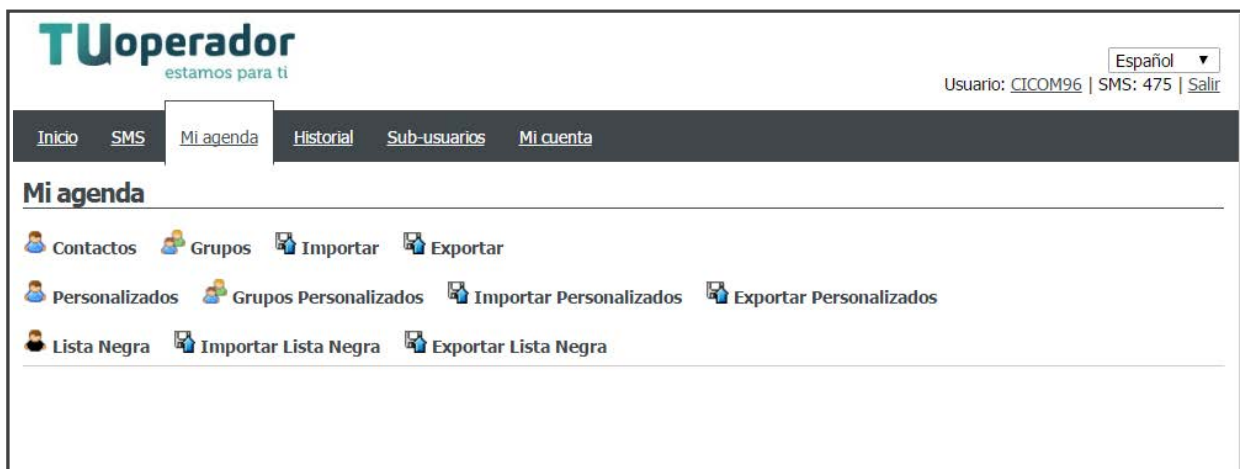 TUoperador
estamos para ti
Español
Usuario: CICOM96 | SMS: 475 | Salir
Inicio SMS Mi agenda Historial Sub-usuarios Mi cuenta
Mi agenda
Contactos Grupos Importar Exportar
Personalizados Grupos Personalizados Importar Personalizados Exportar Personalizados
Lista Negra Importar Lista Negra Exportar Lista Negra